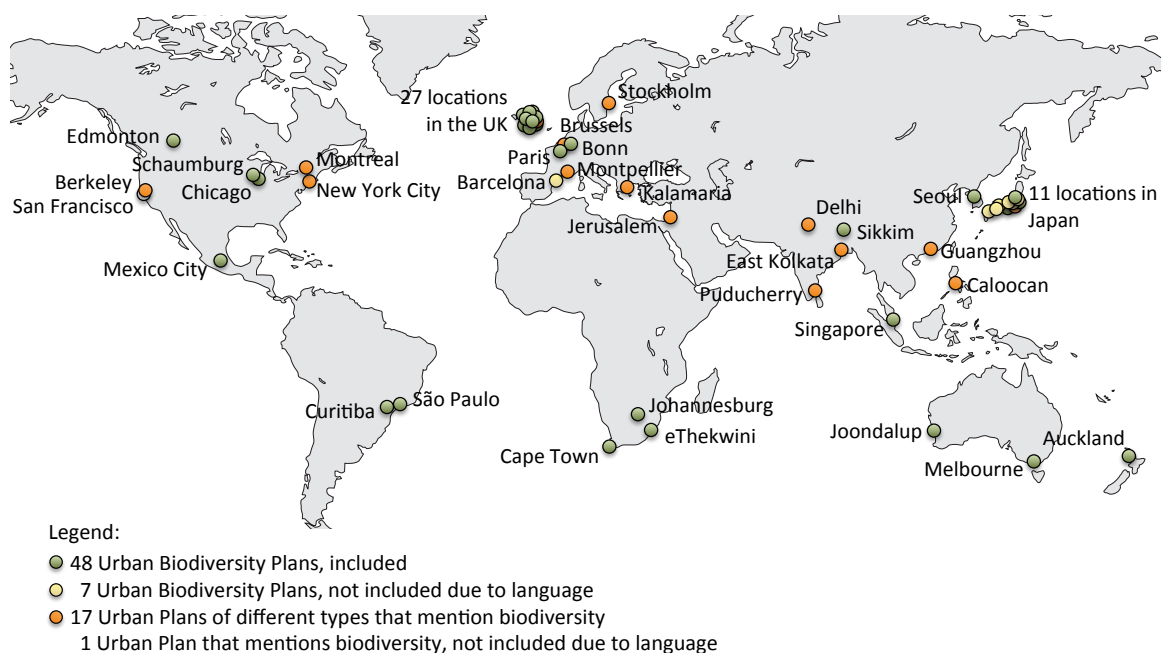 27 locations
in the UK
Stockholm
Edmonton
Brussels
Schaumburg
Montreal
Paris
Bonn
Montpellier
Berkeley
San Francisco
Chicago
New York City
Barcelona
Kalamaria
Seoul
11 locations in
Japan
Jerusalem
Delhi
Sikkim
Mexico City
East Kolkata
Guangzhou
Puducherry
Caloocan
Singapore
Curitiba
São Paulo
Johannesburg
eThekwini
Cape Town
Joondalup
Auckland
Melbourne
Legend:
48 Urban Biodiversity Plans, included
7 Urban Biodiversity Plans, not included due to language
17 Urban Plans of different types that mention biodiversity
1 Urban Plan that mentions biodiversity, not included due to language